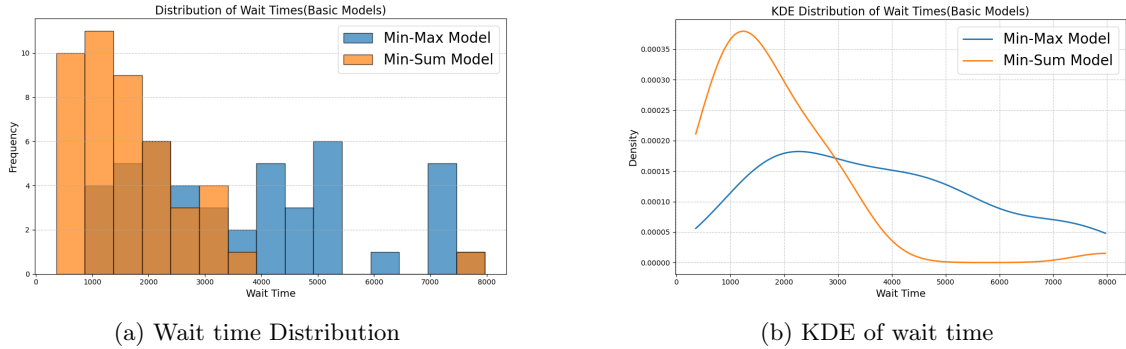 Distribution of Wait Times(Basic Models)
Min-Max Model
Min-Sum Model
Frequency
10
8
6
4
2
0
0 1000 2000 3000 4000 5000 6000 7000 8000
Wait Time
(a) Wait time Distribution
KDE Distribution of Wait Times(Basic Models)
Min-Max Model
Min-Sum Model
Density
0.00035
0.00030
0.00025
0.00020
0.00015
0.00010
0.00005
0.00000
0 1000 2000 3000 4000 5000 6000 7000 8000
Wait Time
(b) KDE of wait time